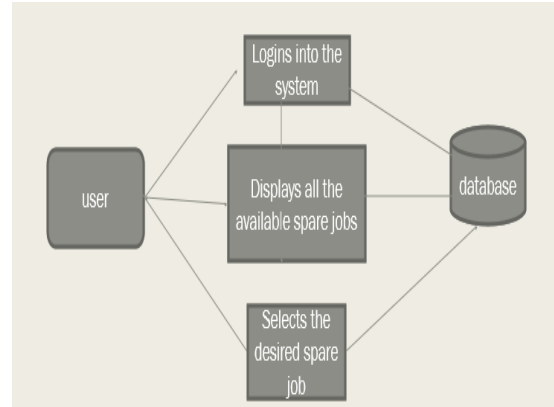 Logins into the
system
user
Displays all the
available spare jobs
database
Selects the
desired spare
job